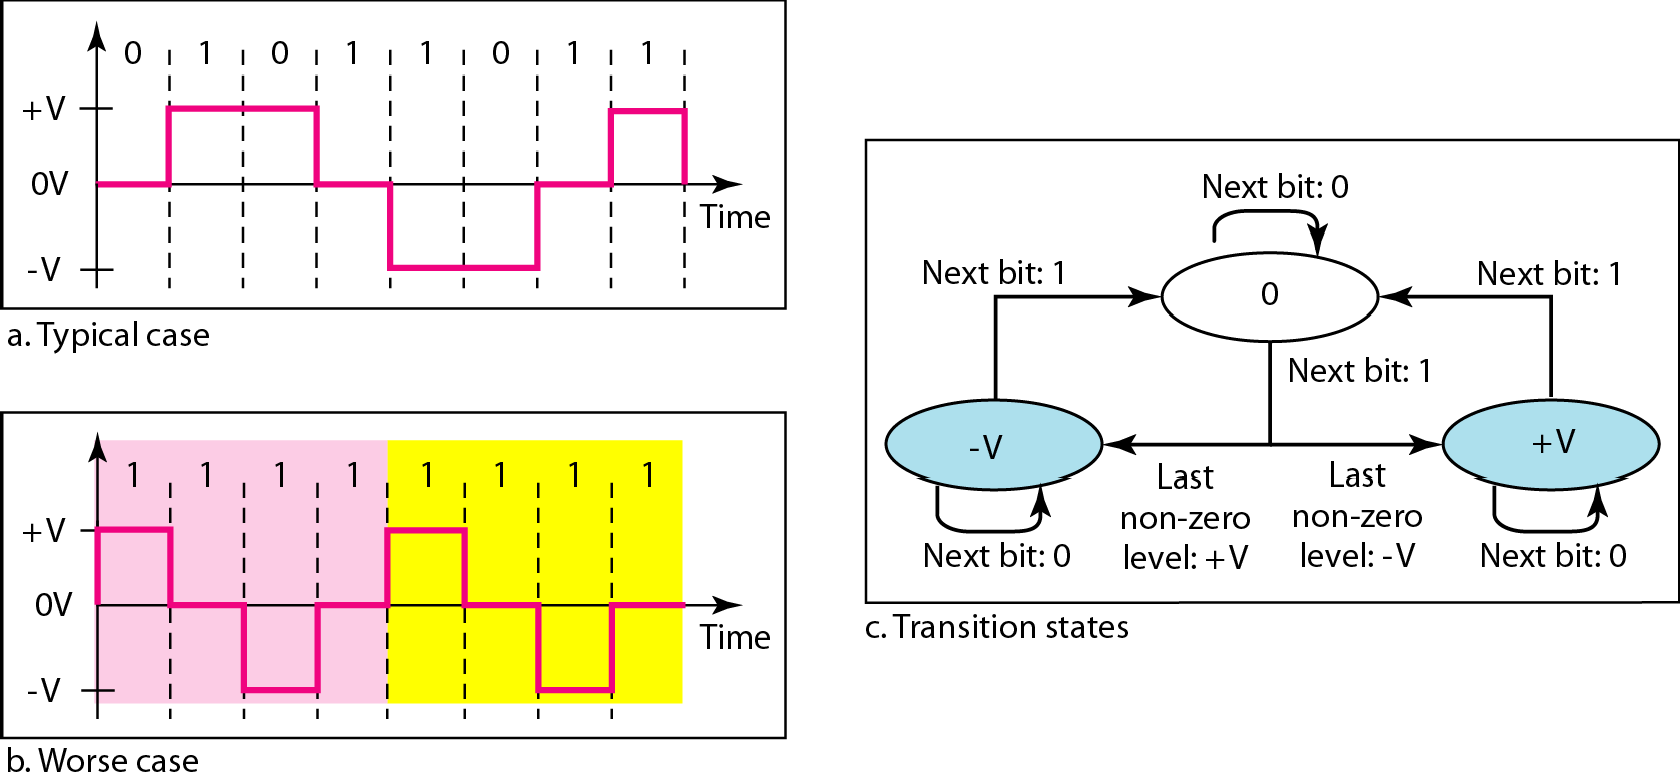 0 1 0 1 1 0 1 1
+V
0V
Time
-V
a. Typical case
1 1 1 1 1 1 1 1
+V
0V
Time
-V
b. Worse case
Next bit: 0
Next bit: 1
0
Next bit: 1
Next bit: 1
-V
+V
Last
non-zero
level: +V
Last
non-zero
level: -V
Next bit: 0
Next bit: 0
c. Transition states